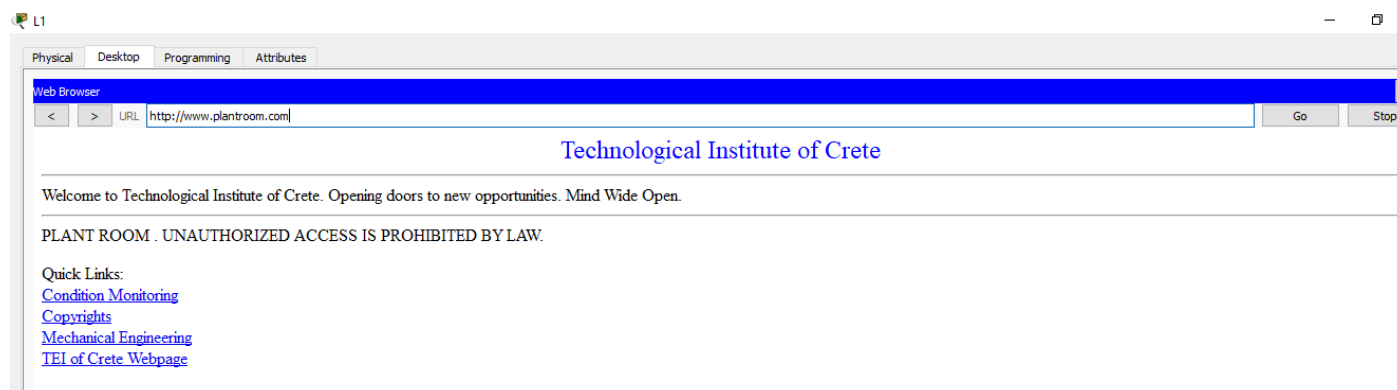 L1
Physical Desktop Programming Attributes
Web Browser
< > URL http://www.plantroom.com Go Stop
Technological Institute of Crete
Welcome to Technological Institute of Crete. Opening doors to new opportunities. Mind Wide Open.
PLANT ROOM . UNAUTHORIZED ACCESS IS PROHIBITED BY LAW.
Quick Links:
Condition Monitoring
Copyrights
Mechanical Engineering
TEI of Crete Webpage